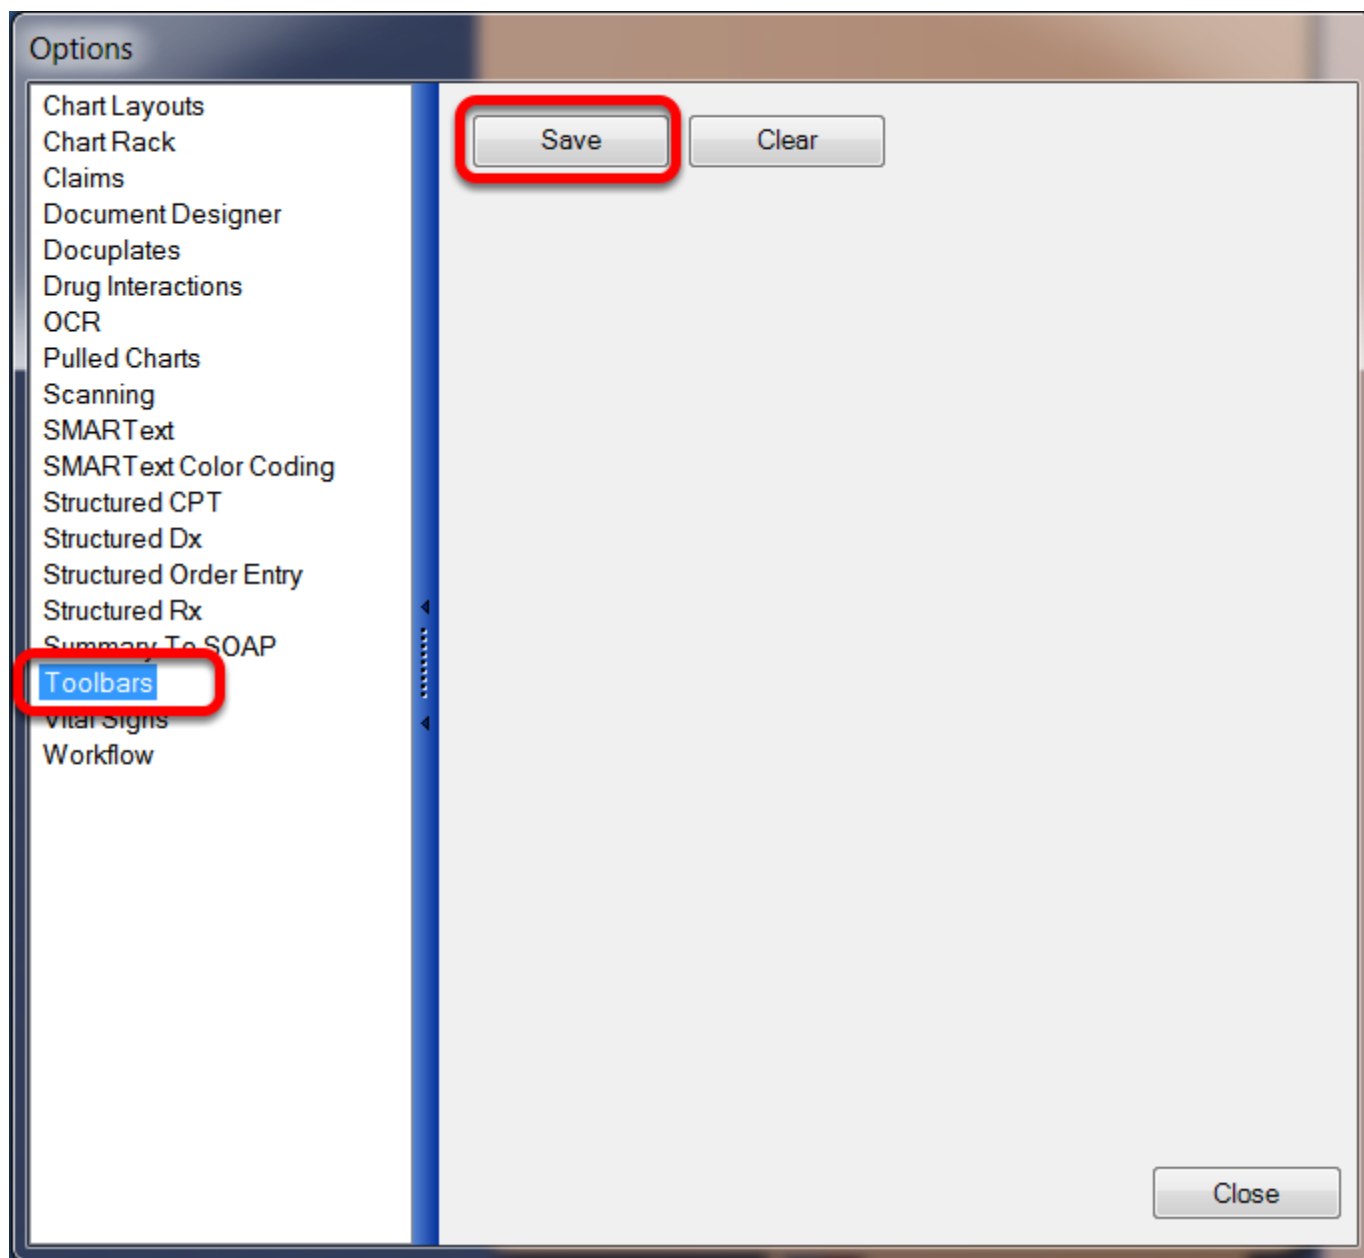 Options
Chart Layouts
Chart Rack
Claims
Document Designer
Docuplates
Drug Interactions
OCR
Pulled Charts
Scanning
SMARText
SMARText Color Coding
Structured CPT
Structured Dx
Structured Order Entry
Structured Rx
Summary To SOAP
Toolbars
Vital Signs
Workflow
Save
Clear
Close